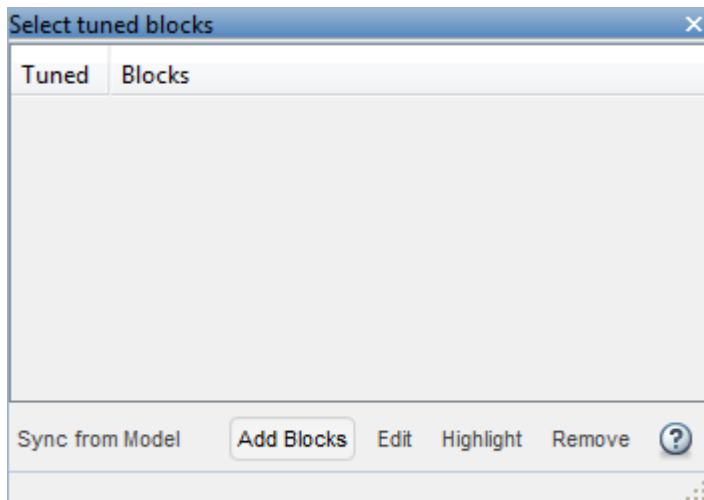 Select tuned blocks
Tuned Blocks
Sync from Model Add Blocks Edit Highlight Remove ?